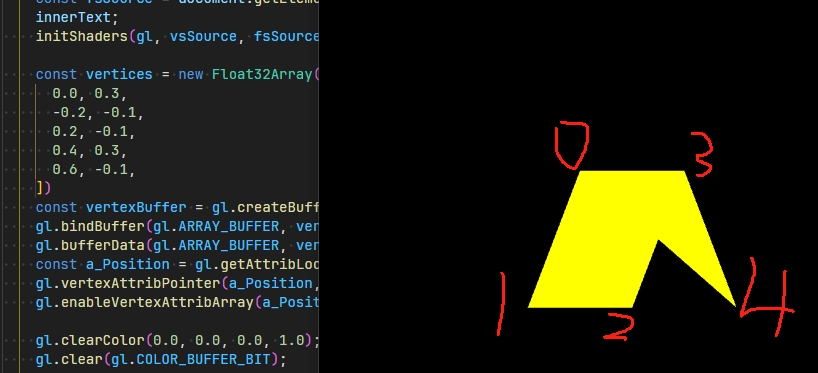 const fsSource = document.getEleme
innerText;
initShaders(gl, vsSource, fsSource
const vertices = new Float32Array(
0.0, 0.3,
-0.2, -0.1,
0.2, -0.1,
0.4, 0.3,
0.6, -0.1,
])
const vertexBuffer = gl.createBuff
gl.bindBuffer(gl.ARRAY_BUFFER, ver
gl.bufferData(gl.ARRAY_BUFFER, ver
const a_Position = gl.getAttribLoc
gl.vertexAttribPointer(a_Position,
gl.enableVertexAttribArray(a_Posit
gl.clearColor(0.0, 0.0, 0.0, 1.0);
gl.clear(gl.COLOR_BUFFER_BIT);
0
3
1
2
4